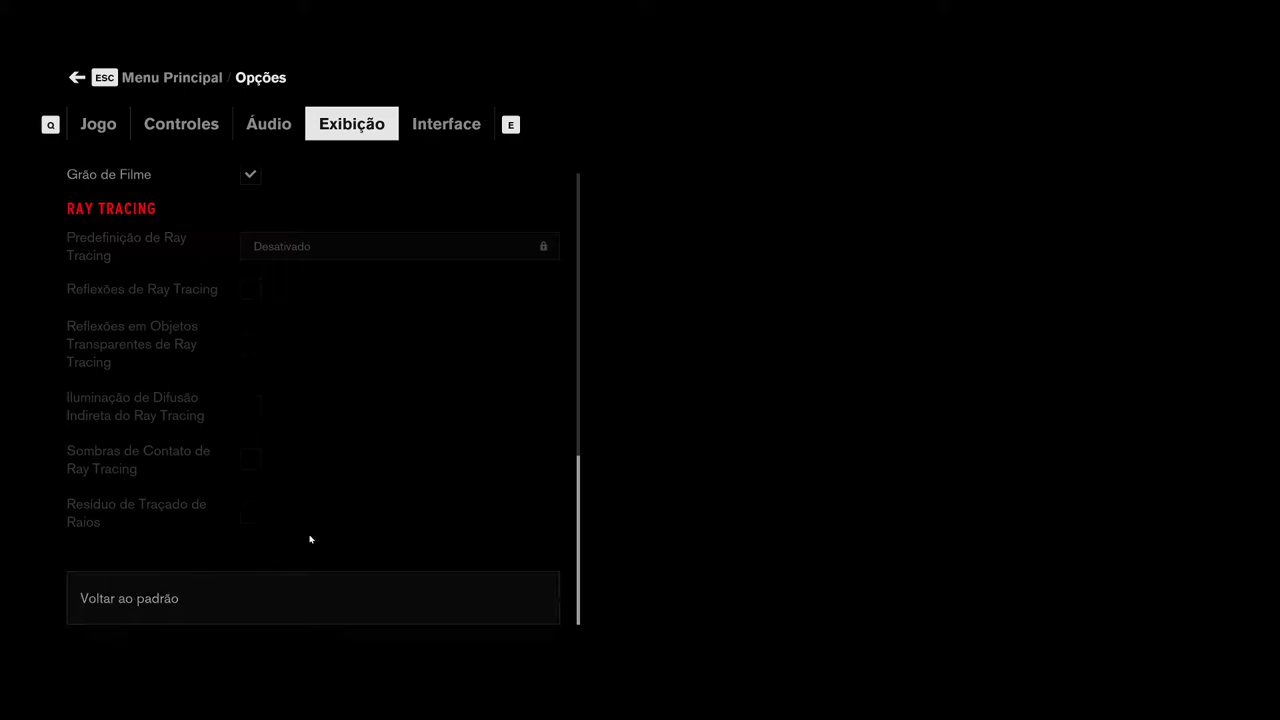 ESC Menu Principal / Opções
Q Jogo Controles Áudio Exibição Interface E
Grão de Filme
RAY TRACING
Predefinição de Ray
Tracing
Desativado
Reflexões de Ray Tracing
Reflexões em Objetos
Transparentes de Ray
Tracing
Iluminação de Difusão
Indireta do Ray Tracing
Sombras de Contato de
Ray Tracing
Resíduo de Traçado de
Raios
Voltar ao padrão